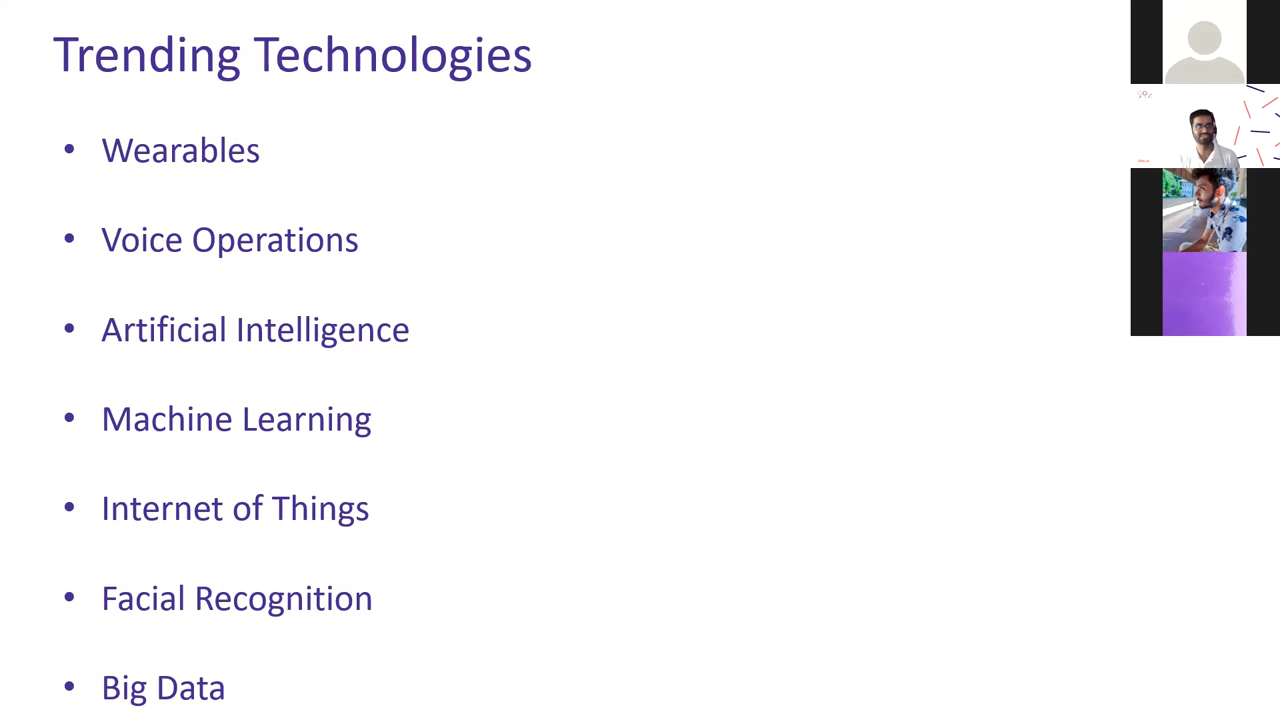 Trending Technologies
• Wearables
• Voice Operations
• Artificial Intelligence
• Machine Learning
• Internet of Things
• Facial Recognition
• Big Data